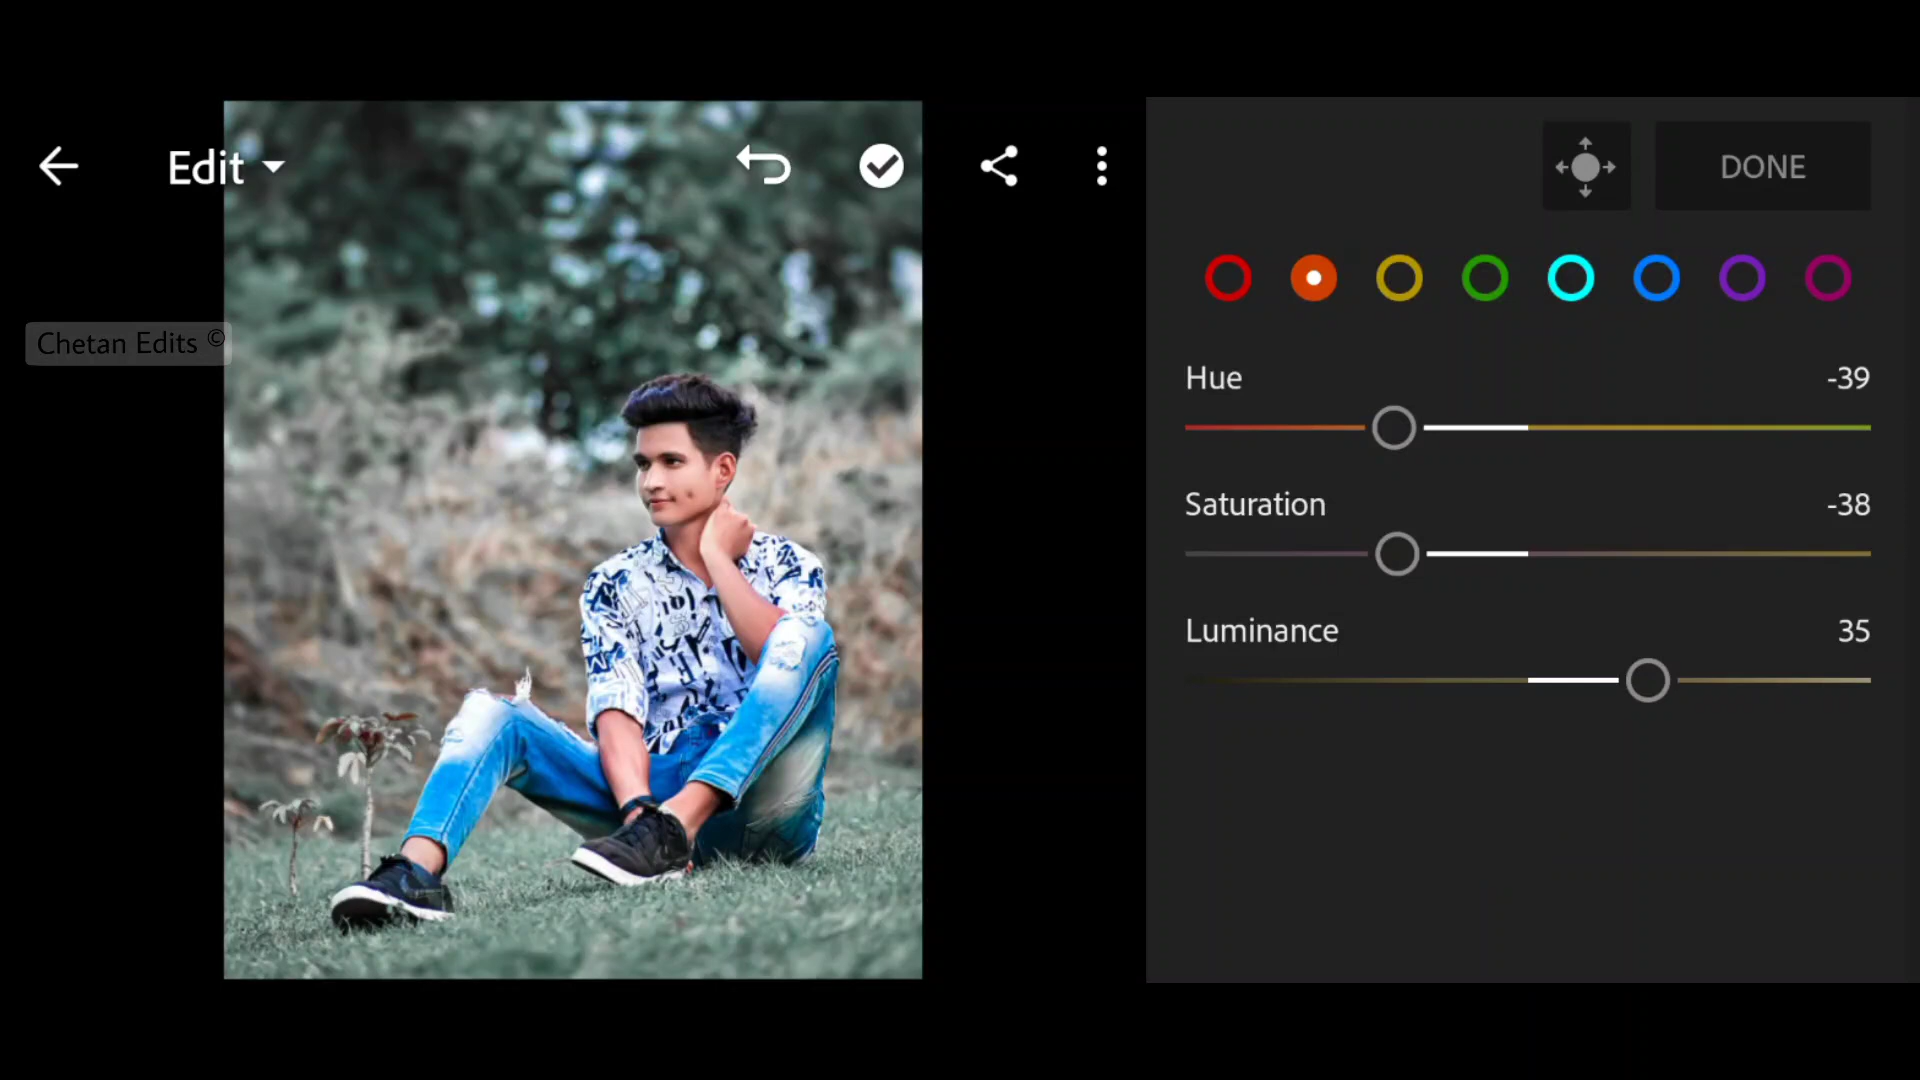 Edit
DONE
Chetan Edits ©
Hue
-39
Saturation
-38
Luminance
35